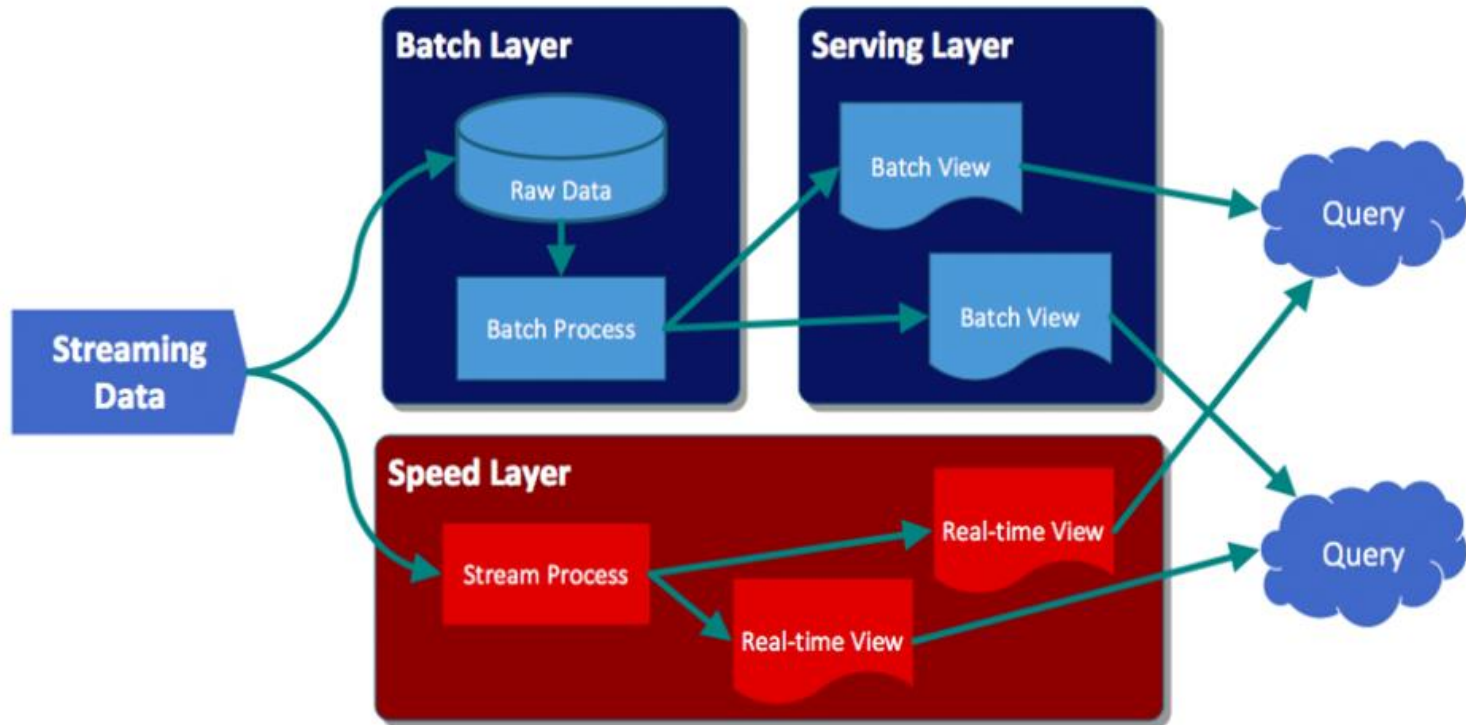 Batch Layer
Serving Layer
Raw Data
Batch View
Query
Batch Process
Batch View
Streaming
Data
Speed Layer
Real-time View
Query
Stream Process
Real-time View